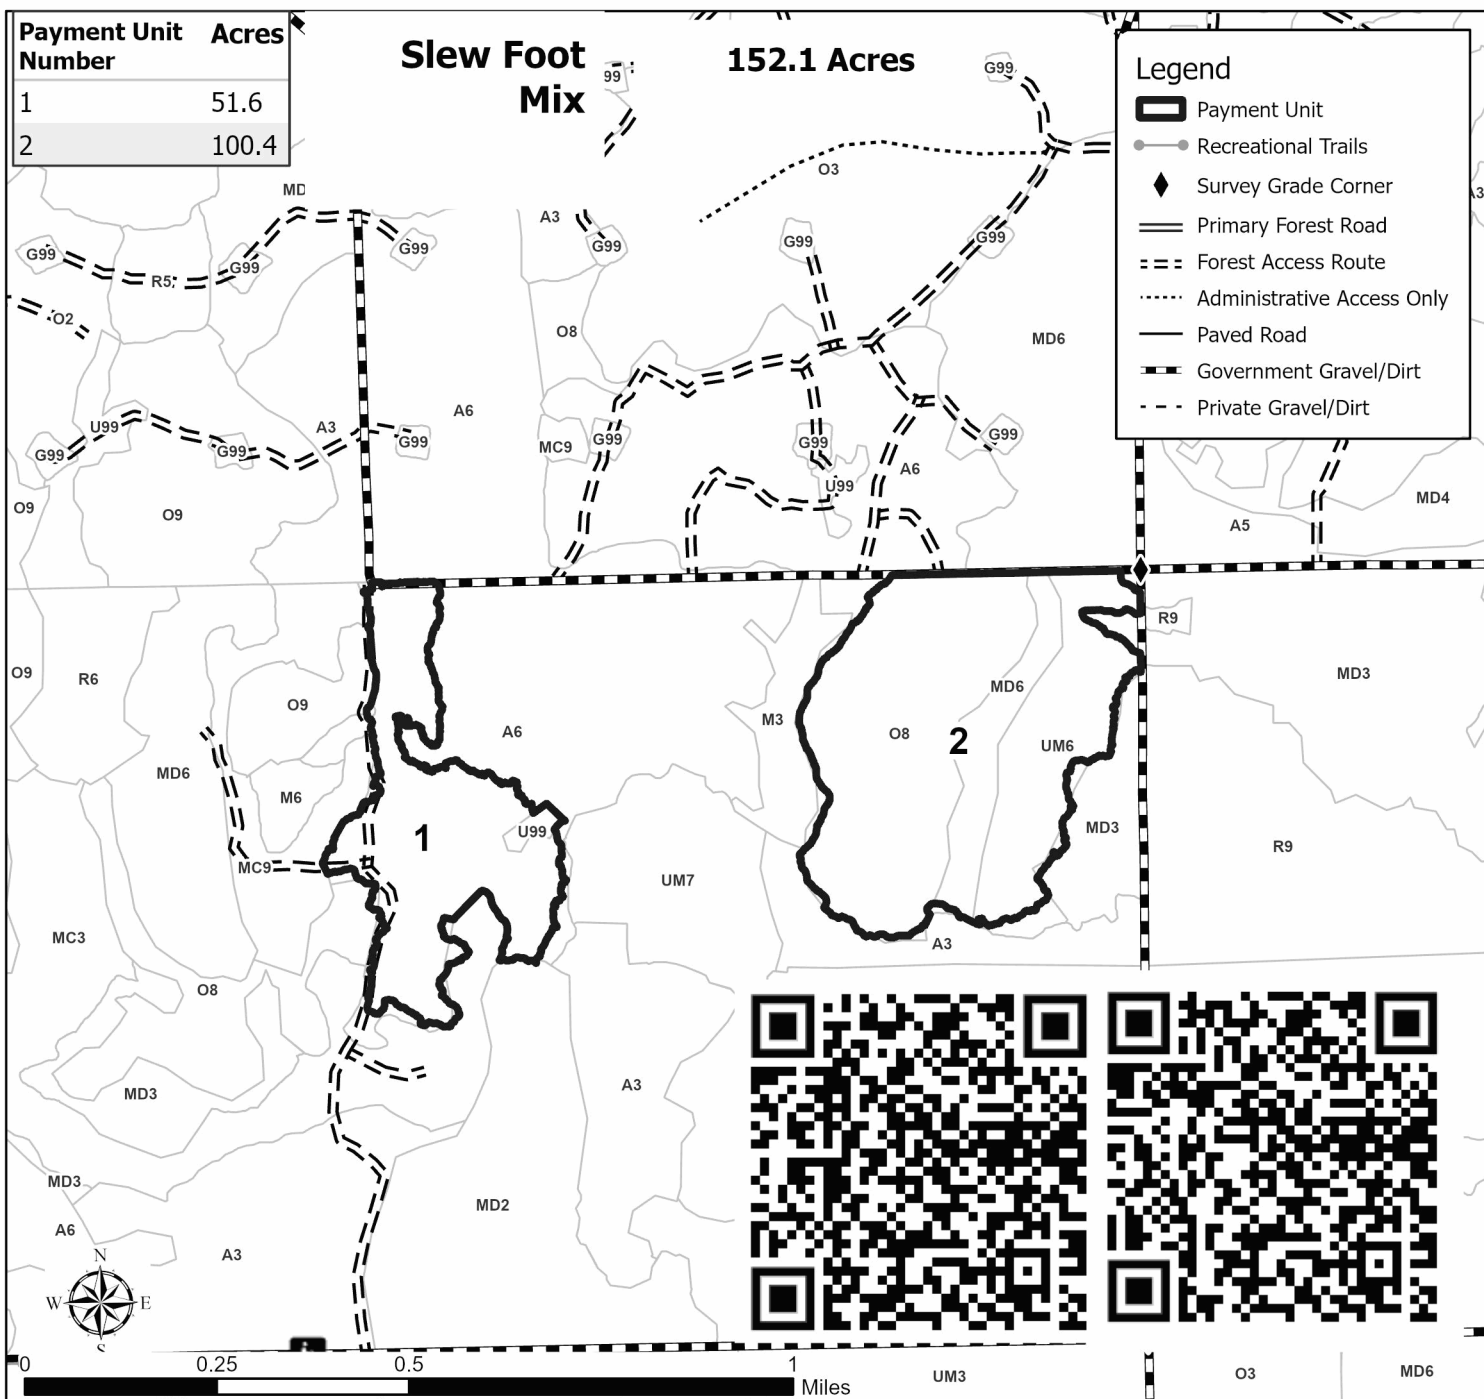 Payment Unit Number Acres
1 51.6
2 100.4
Slew Foot
Mix
152.1 Acres
Legend
Payment Unit
Recreational Trails
Survey Grade Corner
Primary Forest Road
Forest Access Route
Administrative Access Only
Paved Road
Government Gravel/Dirt
Private Gravel/Dirt
99
G99
O3
MD
A3
G99
G99
R5
G99
G99
G99
G99
O2
O8
MD6
A6
U99
A3
G99
G99
G99
MC9
G99
G99
G99
A6
U99
O9
O9
A5
MD4
R9
O9
R6
O9
A6
M3
MD6
O8
2
UM6
MD3
MD6
M6
1
U99
MD3
R9
MC9
UM7
MC3
A3
O8
MD3
A3
MD3
A6
A3
MD2
N
W E
S
0 0.25 0.5 1
Miles
UM3
O3
MD6